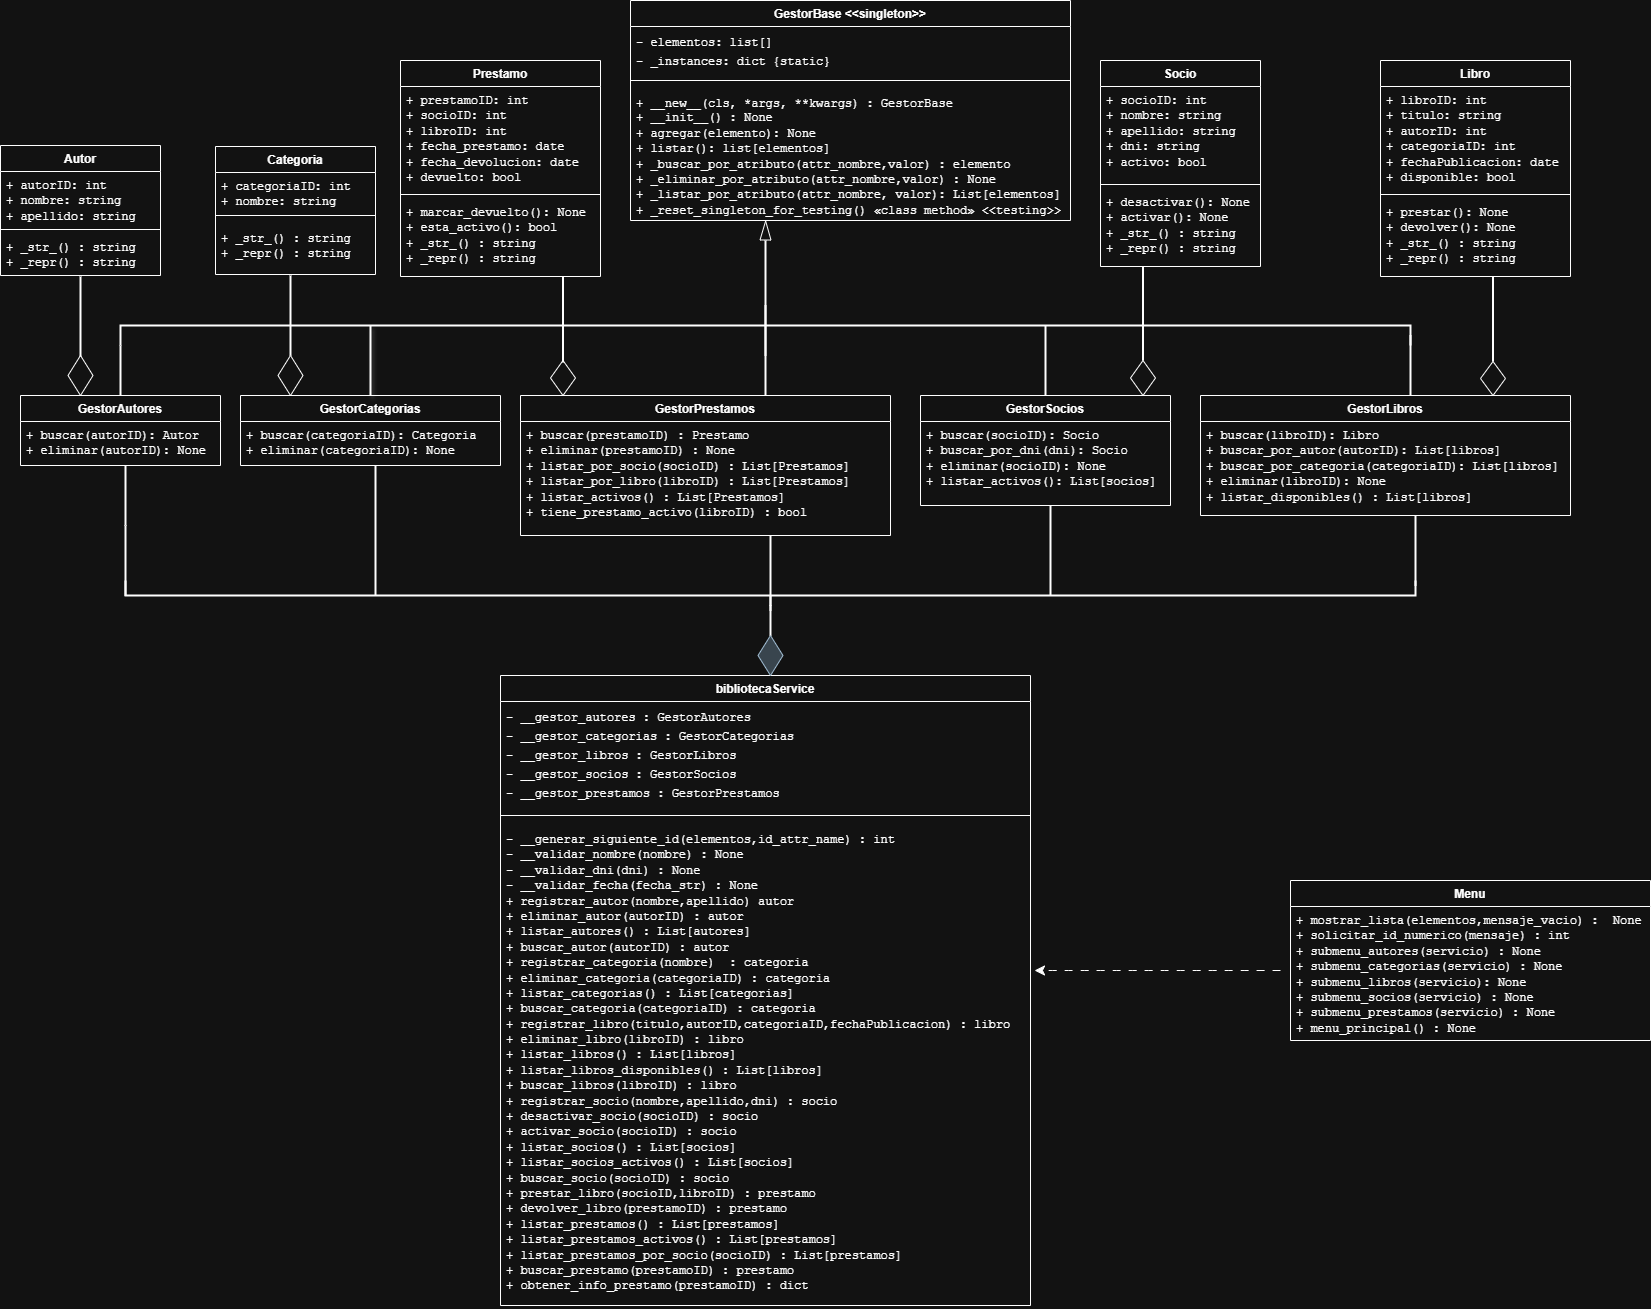 GestorBase <<singleton>>
- elementos: list[]
- _instances: dict {static}
+ __new__(cls, *args, **kwargs) : GestorBase
+ __init__() : None
+ agregar(elemento): None
+ listar(): list[elementos]
+ _buscar_por_atributo(attr_nombre,valor) : elemento
+ _eliminar_por_atributo(attr_nombre,valor) : None
+ _listar_por_atributo(attr_nombre, valor): List[elementos]
+ _reset_singleton_for_testing() «class method» <<testing>>
Prestamo
+ prestamoID: int
+ socioID: int
+ libroID: int
+ fecha_prestamo: date
+ fecha_devolucion: date
+ devuelto: bool
+ marcar_devuelto(): None
+ esta_activo(): bool
+ _str_() : string
+ _repr() : string
Socio
+ socioID: int
+ nombre: string
+ apellido: string
+ dni: string
+ activo: bool
+ desactivar(): None
+ activar(): None
+ _str_() : string
+ _repr() : string
Libro
+ libroID: int
+ titulo: string
+ autorID: int
+ categoriaID: int
+ fechaPublicacion: date
+ disponible: bool
+ prestar(): None
+ devolver(): None
+ _str_() : string
+ _repr() : string
Autor
+ autorID: int
+ nombre: string
+ apellido: string
+ _str_() : string
+ _repr() : string
Categoria
+ categoriaID: int
+ nombre: string
+ _str_() : string
+ _repr() : string
GestorAutores
+ buscar(autorID): Autor
+ eliminar(autorID): None
GestorCategorias
+ buscar(categoriaID): Categoria
+ eliminar(categoriaID): None
GestorPrestamos
+ buscar(prestamoID) : Prestamo
+ eliminar(prestamoID) : None
+ listar_por_socio(socioID) : List[Prestamos]
+ listar_por_libro(libroID) : List[Prestamos]
+ listar_activos() : List[Prestamos]
+ tiene_prestamo_activo(libroID) : bool
GestorSocios
+ buscar(socioID): Socio
+ buscar_por_dni(dni): Socio
+ eliminar(socioID): None
+ listar_activos(): List[socios]
GestorLibros
+ buscar(libroID): Libro
+ buscar_por_autor(autorID): List[libros]
+ buscar_por_categoria(categoriaID): List[libros]
+ eliminar(libroID): None
+ listar_disponibles() : List[libros]
bibliotecaService
- __gestor_autores : GestorAutores
- __gestor_categorias : GestorCategorias
- __gestor_libros : GestorLibros
- __gestor_socios : GestorSocios
- __gestor_prestamos : GestorPrestamos
- __generar_siguiente_id(elementos,id_attr_name) : int
- __validar_nombre(nombre) : None
- __validar_dni(dni) : None
- __validar_fecha(fecha_str) : None
+ registrar_autor(nombre,apellido) autor
+ eliminar_autor(autorID) : autor
+ listar_autores() : List[autores]
+ buscar_autor(autorID) : autor
+ registrar_categoria(nombre)  : categoria
+ eliminar_categoria(categoriaID) : categoria
+ listar_categorias() : List[categorias]
+ buscar_categoria(categoriaID) : categoria
+ registrar_libro(titulo,autorID,categoriaID,fechaPublicacion) : libro
+ eliminar_libro(libroID) : libro
+ listar_libros() : List[libros]
+ listar_libros_disponibles() : List[libros]
+ buscar_libros(libroID) : libro
+ registrar_socio(nombre,apellido,dni) : socio
+ desactivar_socio(socioID) : socio
+ activar_socio(socioID) : socio
+ listar_socios() : List[socios]
+ listar_socios_activos() : List[socios]
+ buscar_socio(socioID) : socio
+ prestar_libro(socioID,libroID) : prestamo
+ devolver_libro(prestamoID) : prestamo
+ listar_prestamos() : List[prestamos]
+ listar_prestamos_activos() : List[prestamos]
+ listar_prestamos_por_socio(socioID) : List[prestamos]
+ buscar_prestamo(prestamoID) : prestamo
+ obtener_info_prestamo(prestamoID) : dict
Menu
+ mostrar_lista(elementos,mensaje_vacio) :  None
+ solicitar_id_numerico(mensaje) : int
+ submenu_autores(servicio) : None
+ submenu_categorias(servicio) : None
+ submenu_libros(servicio): None
+ submenu_socios(servicio) : None
+ submenu_prestamos(servicio) : None
+ menu_principal() : None